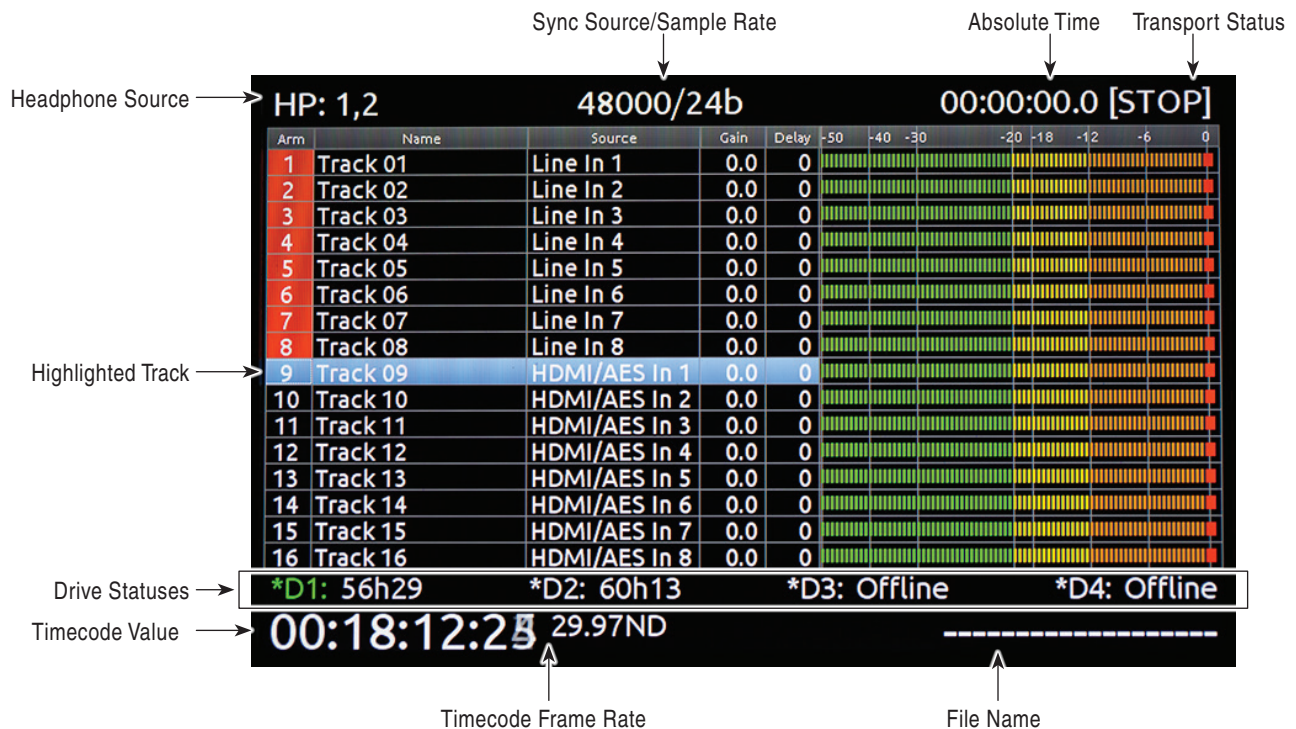 Sync Source/Sample Rate Absolute Time Transport Status
Headphone Source
HP: 1,2 48000/24b 00:00:00.0 [STOP]
Arm Name Source Gain Delay -50 -40 -30 -20 -18 -12 -6 0
1 Track 01 Line In 1 0.0 0
2 Track 02 Line In 2 0.0 0
3 Track 03 Line In 3 0.0 0
4 Track 04 Line In 4 0.0 0
5 Track 05 Line In 5 0.0 0
6 Track 06 Line In 6 0.0 0
7 Track 07 Line In 7 0.0 0
8 Track 08 Line In 8 0.0 0
Highlighted Track
9 Track 09 HDMI/AES In 1 0.0 0
10 Track 10 HDMI/AES In 2 0.0 0
11 Track 11 HDMI/AES In 3 0.0 0
12 Track 12 HDMI/AES In 4 0.0 0
13 Track 13 HDMI/AES In 5 0.0 0
14 Track 14 HDMI/AES In 6 0.0 0
15 Track 15 HDMI/AES In 7 0.0 0
16 Track 16 HDMI/AES In 8 0.0 0
Drive Statuses
*D1: 56h29 *D2: 60h13 *D3: Offline *D4: Offline
Timecode Value
29.97ND ------------------
Timecode Frame Rate File Name